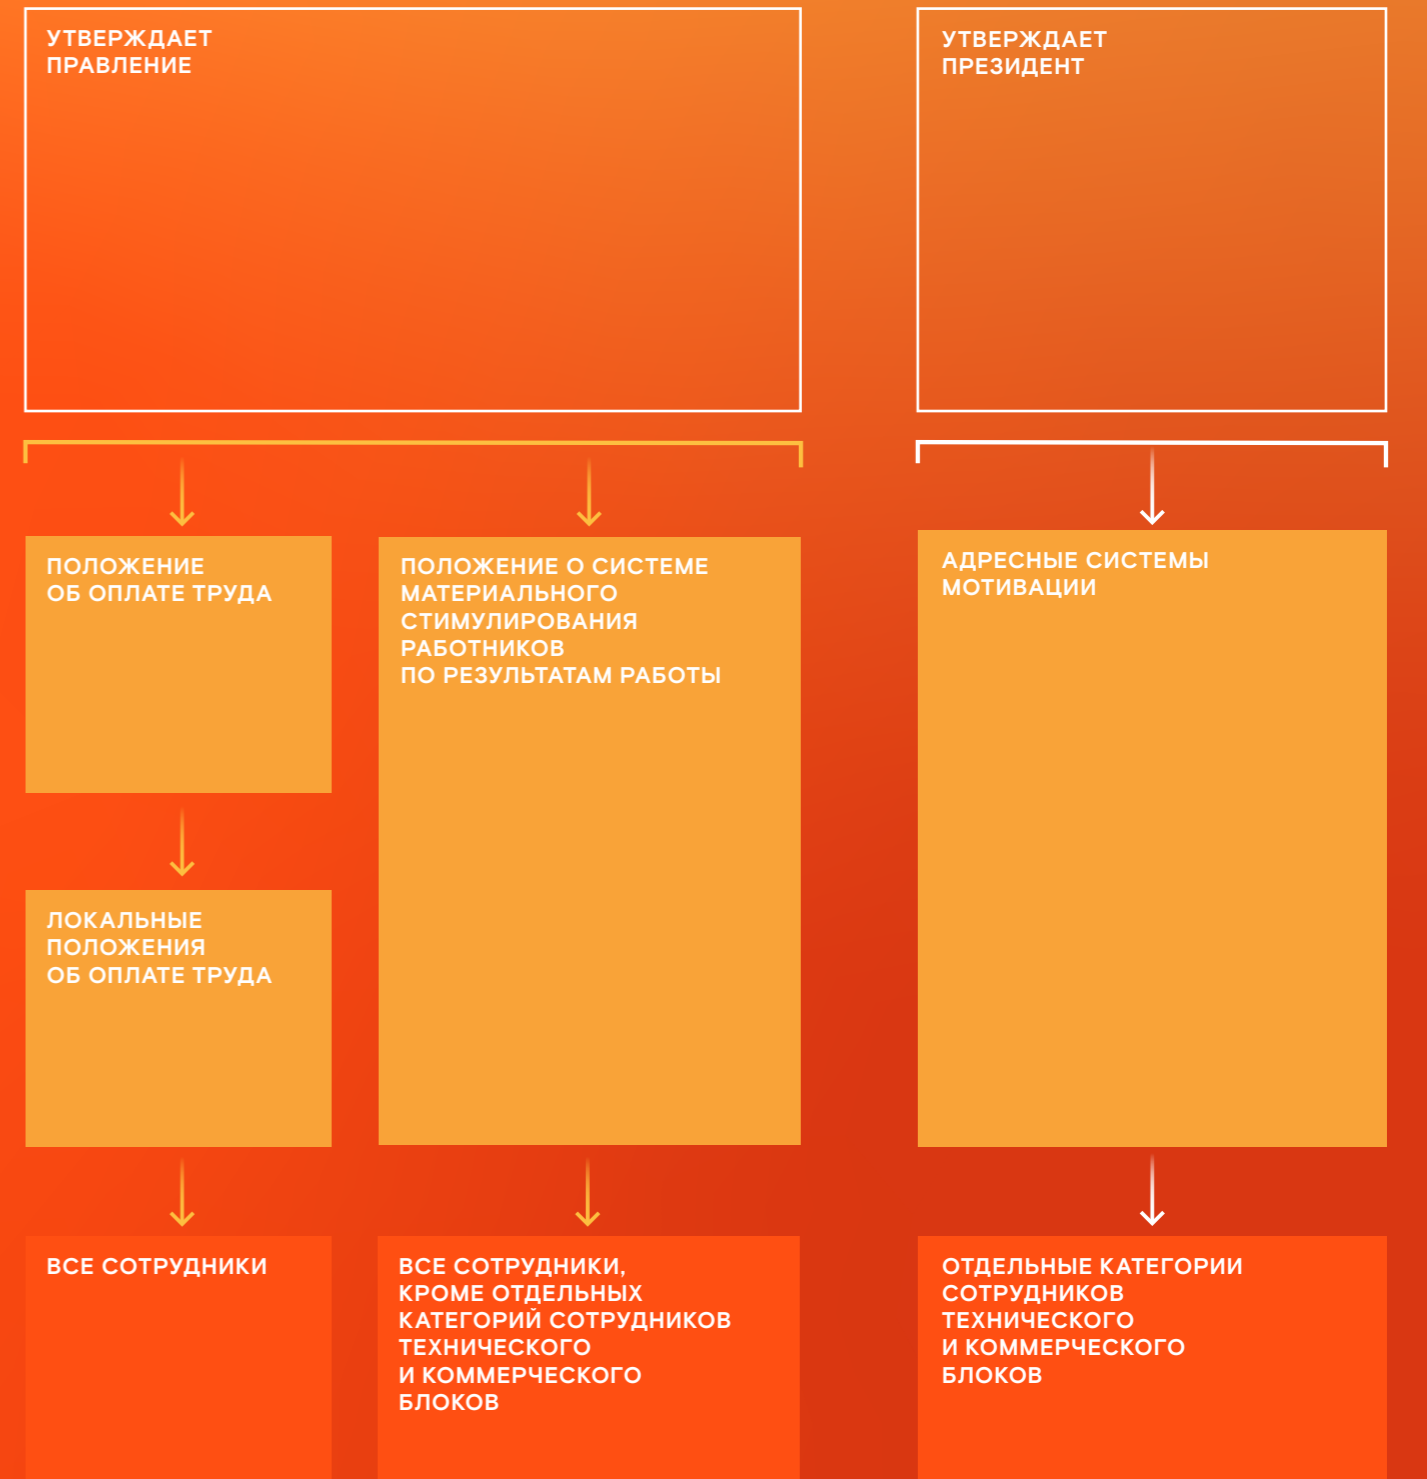 УТВЕРЖДАЕТ
ПРАВЛЕНИЕ
УТВЕРЖДАЕТ
ПРЕЗИДЕНТ
ПОЛОЖЕНИЕ
ОБ ОПЛАТЕ ТРУДА
ПОЛОЖЕНИЕ О СИСТЕМЕ
МАТЕРИАЛЬНОГО
СТИМУЛИРОВАНИЯ
РАБОТНИКОВ
ПО РЕЗУЛЬТАТАМ РАБОТЫ
АДРЕСНЫЕ СИСТЕМЫ
МОТИВАЦИИ
ЛОКАЛЬНЫЕ
ПОЛОЖЕНИЯ
ОБ ОПЛАТЕ ТРУДА
ВСЕ СОТРУДНИКИ
ВСЕ СОТРУДНИКИ,
КРОМЕ ОТДЕЛЬНЫХ
КАТЕГОРИЙ СОТРУДНИКОВ
ТЕХНИЧЕСКОГО
И КОММЕРЧЕСКОГО
БЛОКОВ
ОТДЕЛЬНЫЕ КАТЕГОРИИ
СОТРУДНИКОВ
ТЕХНИЧЕСКОГО
И КОММЕРЧЕСКОГО
БЛОКОВ